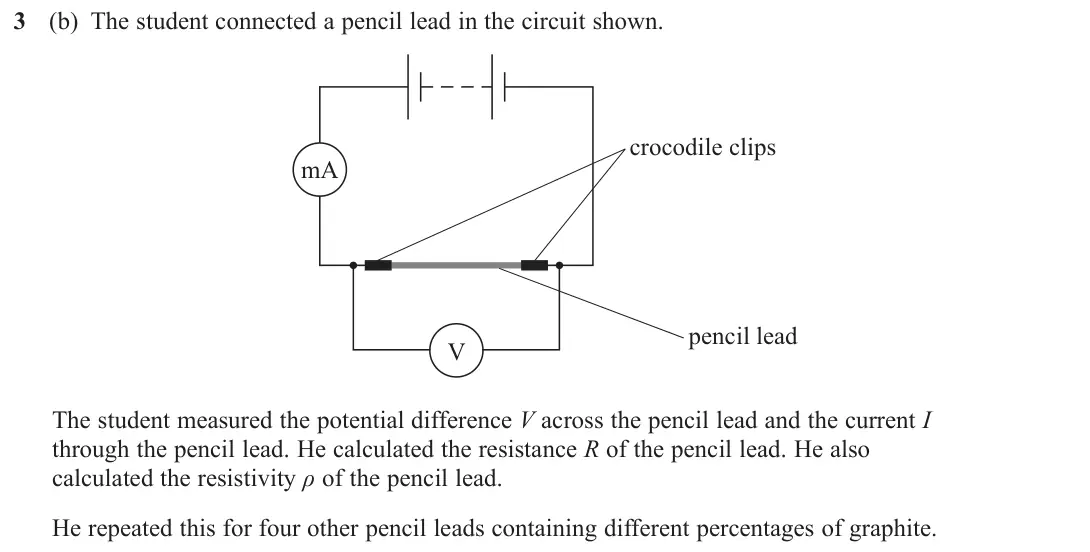 3 (b) The student connected a pencil lead in the circuit shown.
crocodile clips
mA
pencil lead
V
The student measured the potential difference V across the pencil lead and the current I
through the pencil lead. He calculated the resistance R of the pencil lead. He also
calculated the resistivity ρ of the pencil lead.
He repeated this for four other pencil leads containing different percentages of graphite.